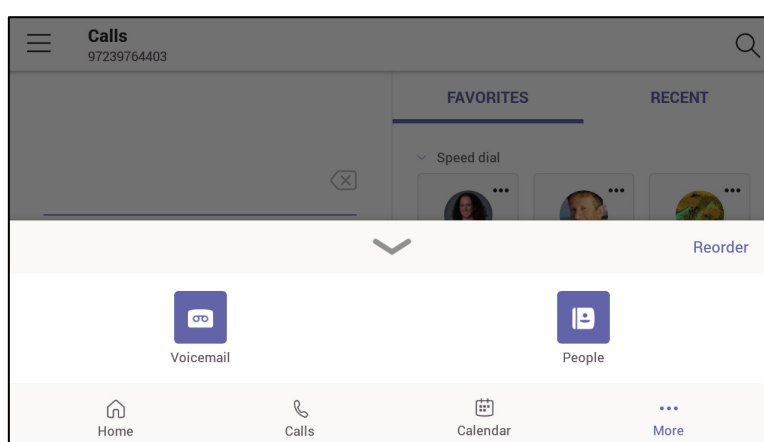 Calls
97239764403
FAVORITES RECENT
Speed dial
Reorder
Voicemail People
Home Calls Calendar More